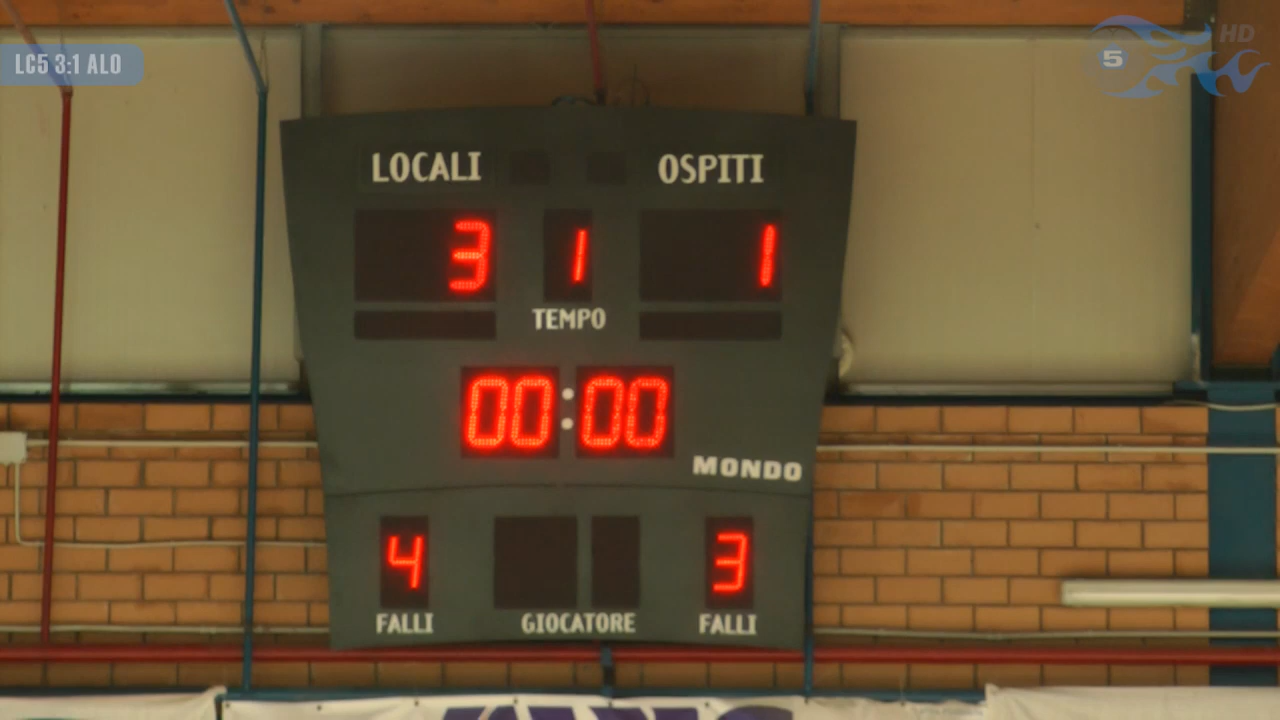 LC5 3:1 ALO
5 HD
LOCALI OSPITI
3 1 1
TEMPO
00:00
MONDO
4 3
FALLI GIOCATORE FALLI